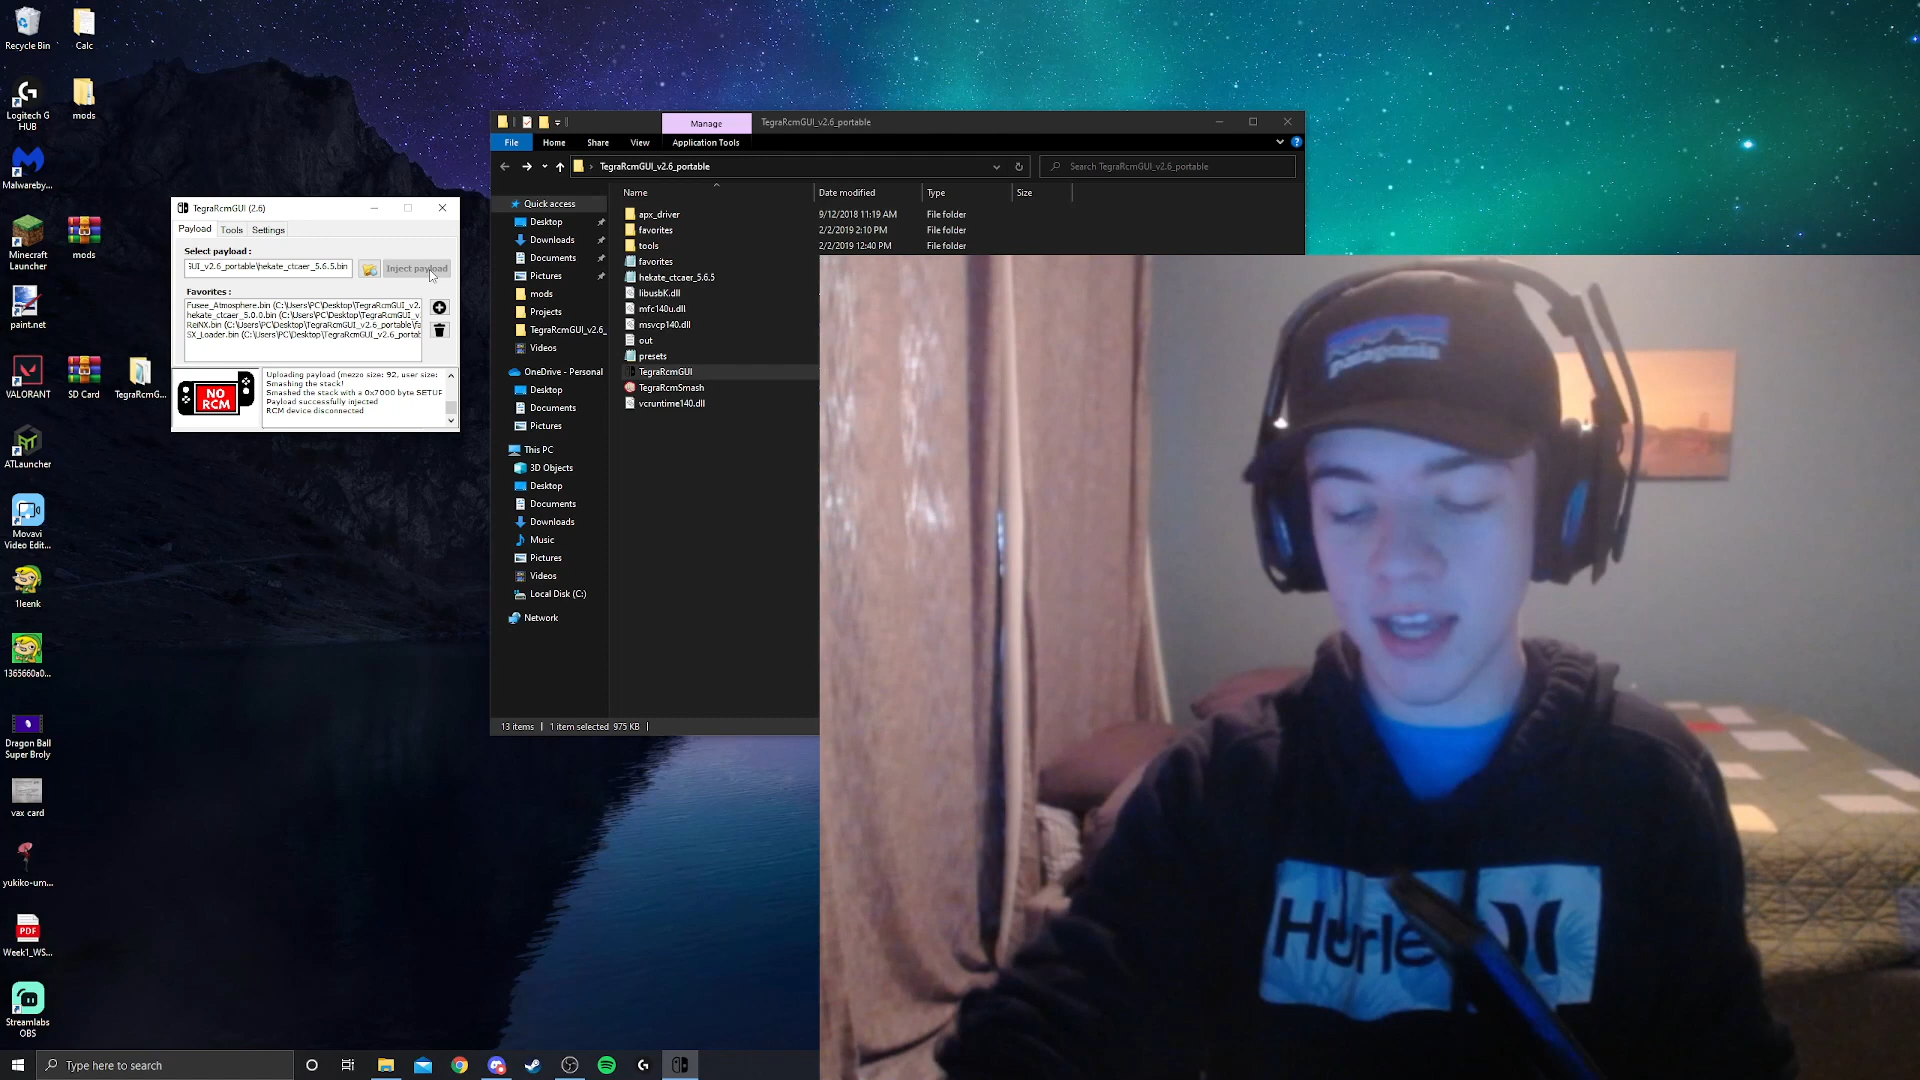 Recycle Bin
Calc
Logitech G
HUB
mods
Malwareby...
Minecraft
Launcher
mods
paint.net
VALORANT
SD Card
TegraRcmG...
ATLauncher
Movavi
Video Edit...
1leenk
1365660a0...
Dragon Ball
Super Broly
vax card
yukiko-um...
PDF
Week1_WS...
Streamlabs
OBS
TegraRcmGUI (2.6)
Payload
Tools
Settings
Select payload :
GUI_v2.6_portable\hekate_ctcaer_5.6.5.bin
Inject payload
Favorites :
Fusee_Atmosphere.bin (C:\Users\PC\Desktop\TegraRcmGUI_v2.
hekate_ctcaer_5.0.0.bin (C:\Users\PC\Desktop\TegraRcmGUI_v
ReiNX.bin (C:\Users\PC\Desktop\TegraRcmGUI_v2.6_portable\fa
SX_Loader.bin (C:\Users\PC\Desktop\TegraRcmGUI_v2.6_portab
NO
RCM
Uploading payload (mezzo size: 92, user size:
Smashing the stack!
Smashed the stack with a 0x7000 byte SETUP
Payload successfully injected
RCM device disconnected
Manage
TegraRcmGUI_v2.6_portable
File
Home
Share
View
Application Tools
TegraRcmGUI_v2.6_portable
Search TegraRcmGUI_v2.6_portable
Name
Date modified
Type
Size
Quick access
Desktop
Downloads
Documents
Pictures
mods
Projects
TegraRcmGUI_v2.6_
Videos
OneDrive - Personal
Desktop
Documents
Pictures
This PC
3D Objects
Desktop
Documents
Downloads
Music
Pictures
Videos
Local Disk (C:)
Network
apx_driver
9/12/2018 11:19 AM
File folder
favorites
2/2/2019 2:10 PM
File folder
tools
2/2/2019 12:40 PM
File folder
favorites
hekate_ctcaer_5.6.5
libusbK.dll
mfc140u.dll
msvcp140.dll
out
presets
TegraRcmGUI
TegraRcmSmash
vcruntime140.dll
13 items
1 item selected 975 KB
patagonia
Hurley
Type here to search